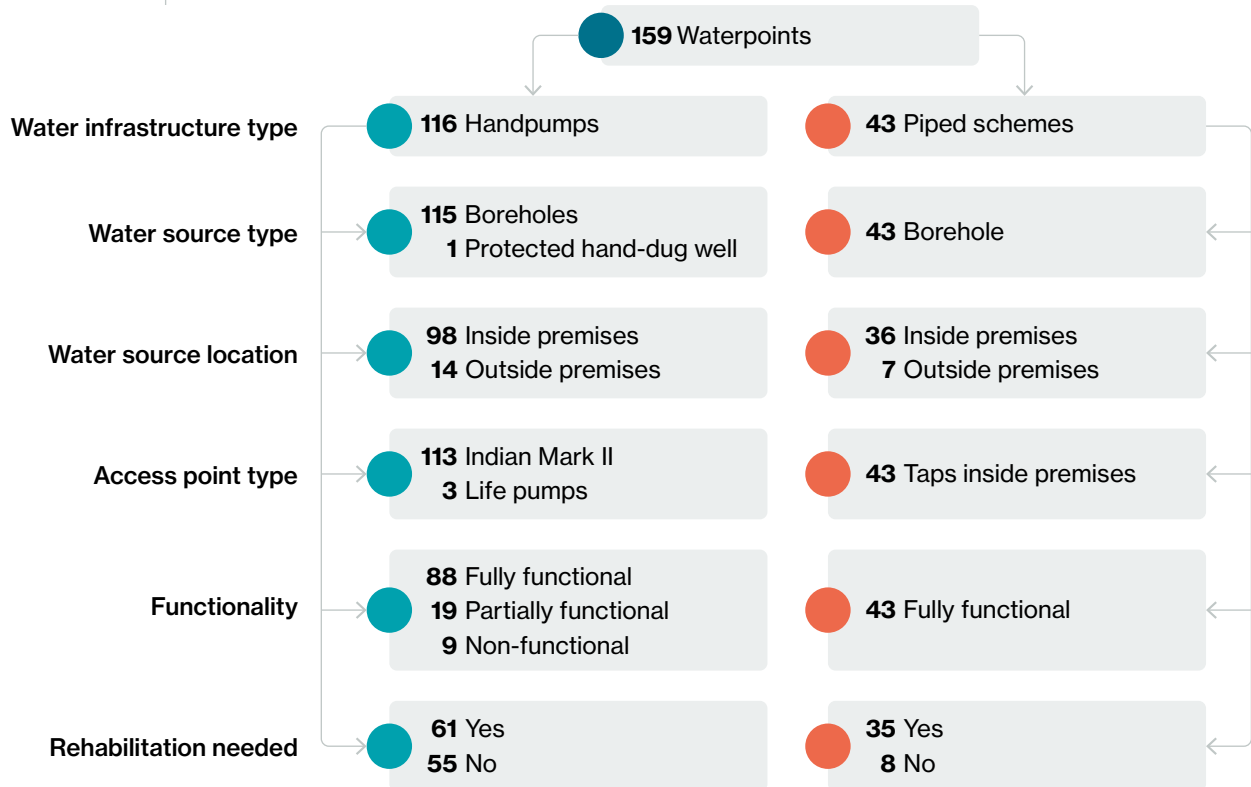 159 Waterpoints
Water infrastructure type
116 Handpumps
43 Piped schemes
Water source type
115 Boreholes
1 Protected hand-dug well
43 Borehole
Water source location
98 Inside premises
14 Outside premises
36 Inside premises
7 Outside premises
Access point type
113 Indian Mark II
3 Life pumps
43 Taps inside premises
Functionality
88 Fully functional
19 Partially functional
9 Non-functional
43 Fully functional
Rehabilitation needed
61 Yes
55 No
35 Yes
8 No